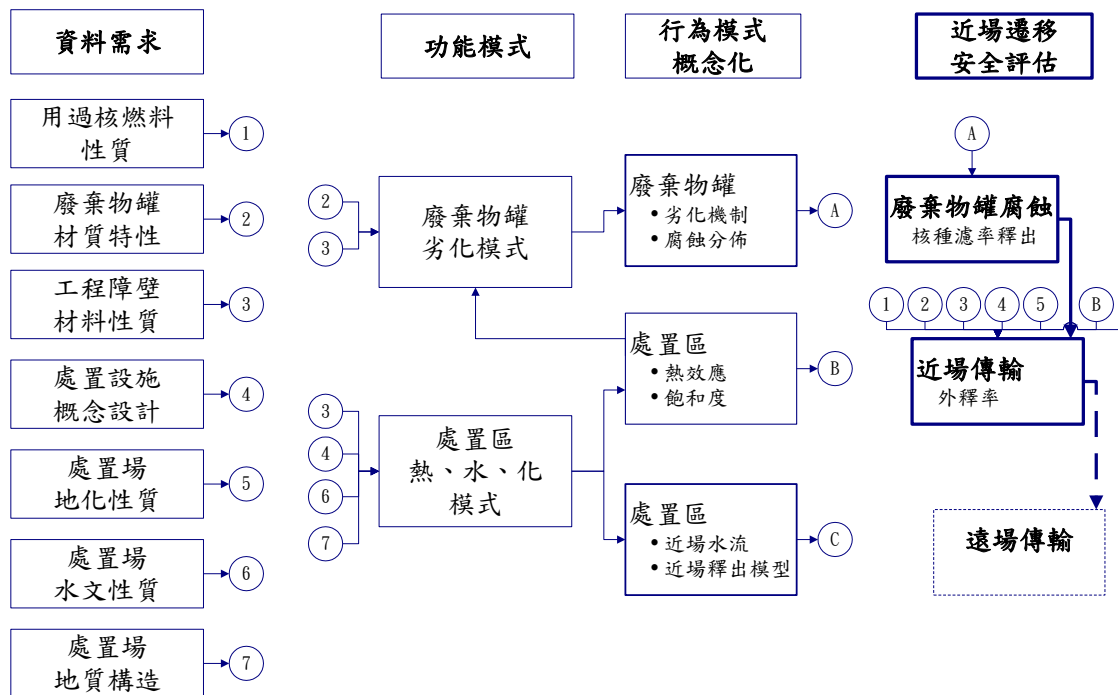 資料需求
功能模式
行為模式
概念化
近場遷移
安全評估
用過核燃料
性質
1
廢棄物罐
材質特性
2
工程障壁
材料性質
3
處置設施
概念設計
4
處置場
地化性質
5
處置場
水文性質
6
處置場
地質構造
7
2
3
廢棄物罐
劣化模式
3
4
6
7
處置區
熱、水、化
模式
廢棄物罐
• 劣化機制
• 腐蝕分佈
A
處置區
• 熱效應
• 飽和度
B
處置區
• 近場水流
• 近場釋出模型
C
A
廢棄物罐腐蝕
核種濾率釋出
1 2 3 4 5 B
近場傳輸
外釋率
遠場傳輸